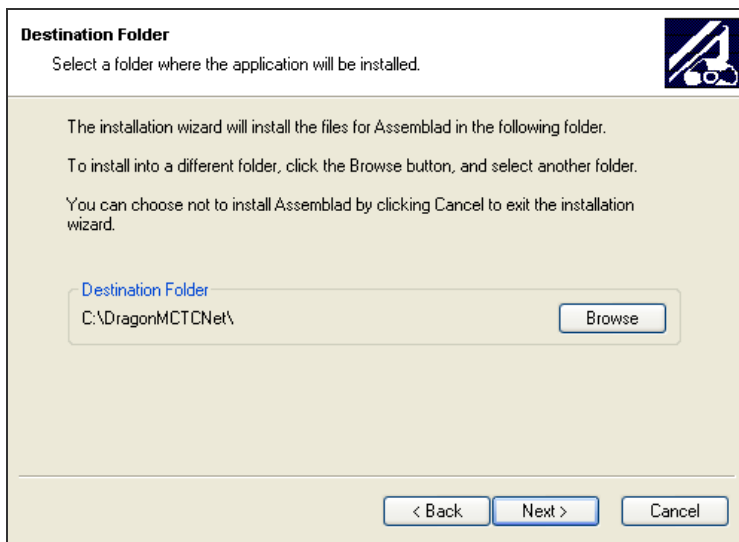 Destination Folder
Select a folder where the application will be installed.
The installation wizard will install the files for Assemblad in the following folder.
To install into a different folder, click the Browse button, and select another folder.
You can choose not to install Assemblad by clicking Cancel to exit the installation
wizard.
Destination Folder
C:\DragonMCTCNet\
Browse
< Back
Next >
Cancel